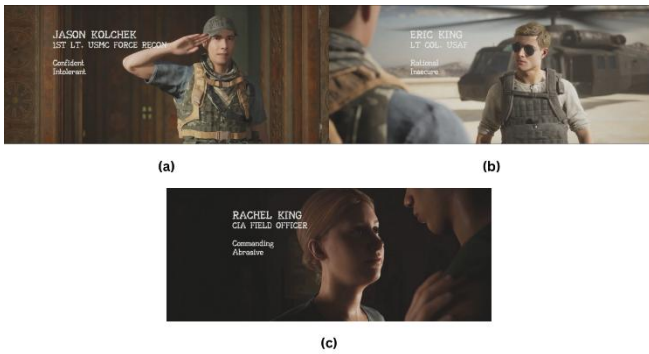 JASON KOLCHEK
1ST LT. USMC FORCE RECON
Confident
Intolerant
ERIC KING
LT COL. USAF
Rational
Insecure
(a)
(b)
RACHEL KING
CIA FIELD OFFICER
Commanding
Abrasive
(c)